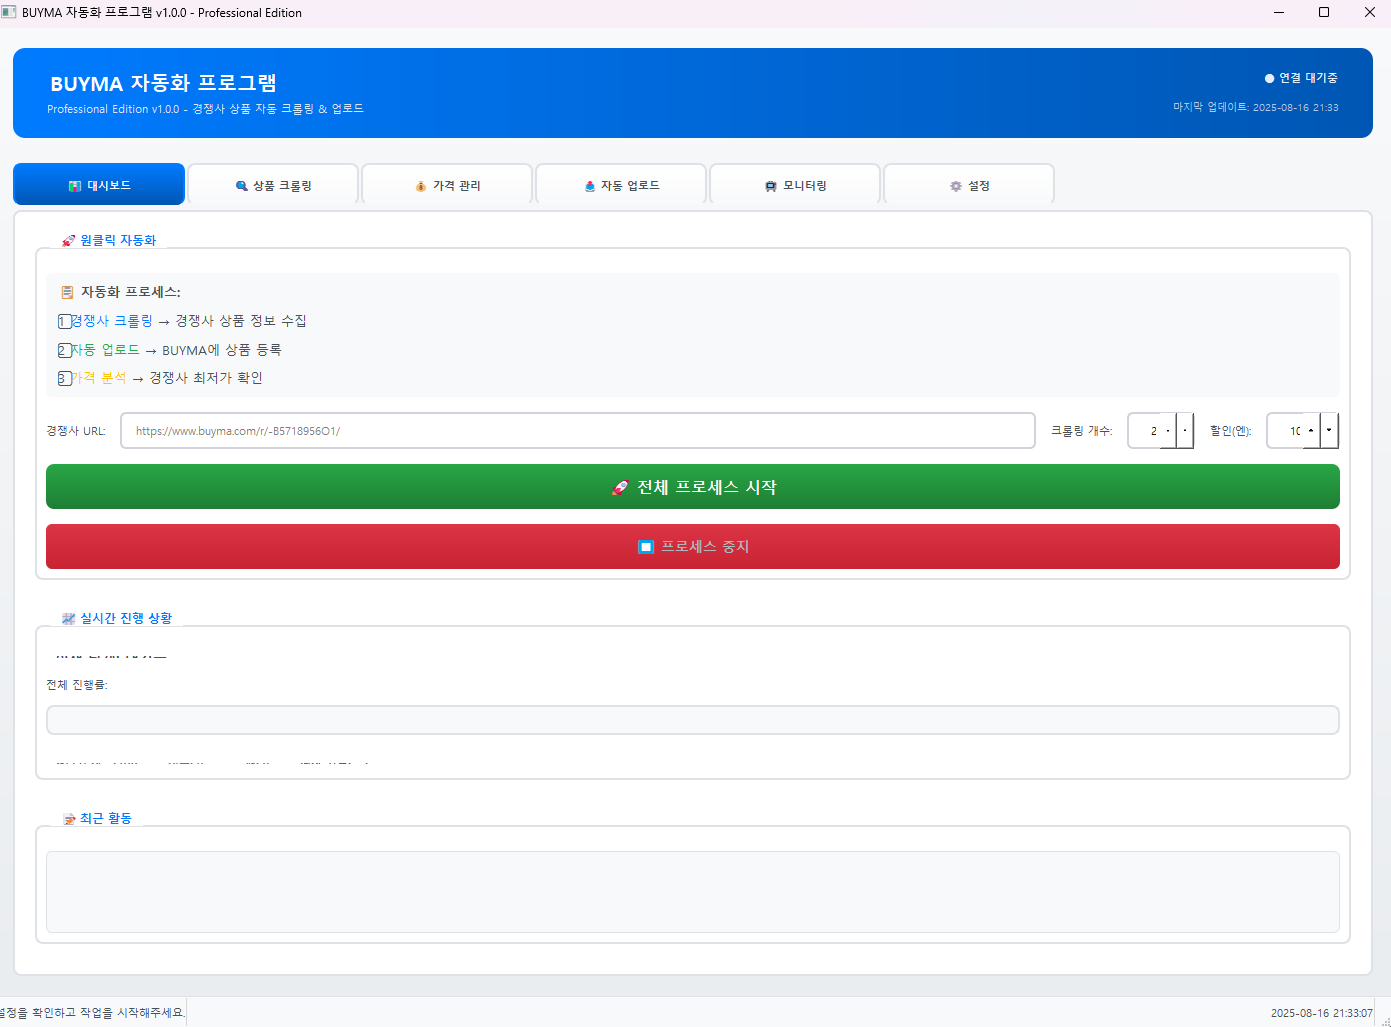 BUYMA 자동화 프로그램 v1.0.0 - Professional Edition
BUYMA 자동화 프로그램
연결 대기중
Professional Edition v1.0.0 - 경쟁사 상품 자동 크롤링 & 업로드
마지막 업데이트: 2025-08-16 21:33
대시보드
상품 크롤링
가격 관리
자동 업로드
모니터링
설정
원클릭 자동화
자동화 프로세스:
1 경쟁사 크롤링 → 경쟁사 상품 정보 수집
2 자동 업로드 → BUYMA에 상품 등록
3 가격 분석 → 경쟁사 최저가 확인
경쟁사 URL: https://www.buyma.com/r/-B5718956O1/ 크롤링 개수: 2 할인(엔): 10
전체 프로세스 시작
프로세스 중지
실시간 진행 상황
전체 진행률:
최근 활동
설정을 확인하고 작업을 시작해주세요.
2025-08-16 21:33:07